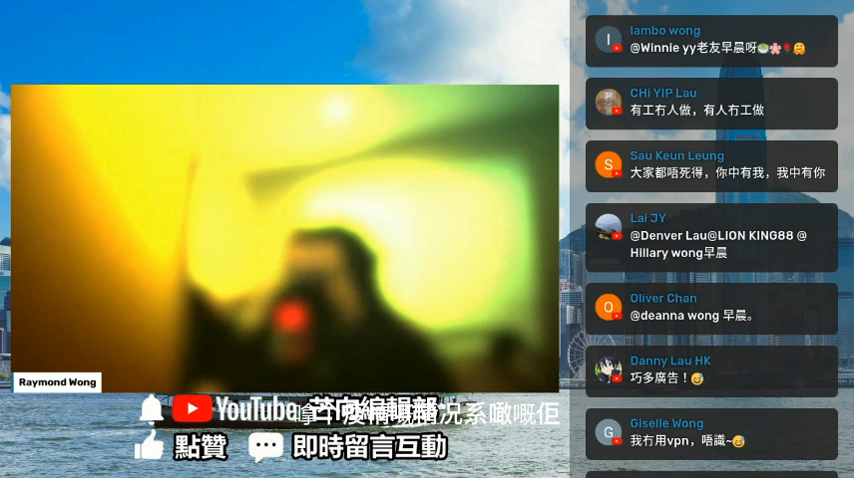 Raymond Wong
YouTube
點贊
即時留言互動
lambo wong
@Winnie yy老友早晨呀
CHi YIP Lau
有工冇人做，有人冇工做
Sau Keun Leung
大家都唔死得，你中有我，我中有你
Lai JY
@Denver Lau@LION KING88 @
Hillary wong早晨
Oliver Chan
@deanna wong 早晨。
Danny Lau HK
巧多廣告！
Giselle Wong
我冇用vpn，唔識~